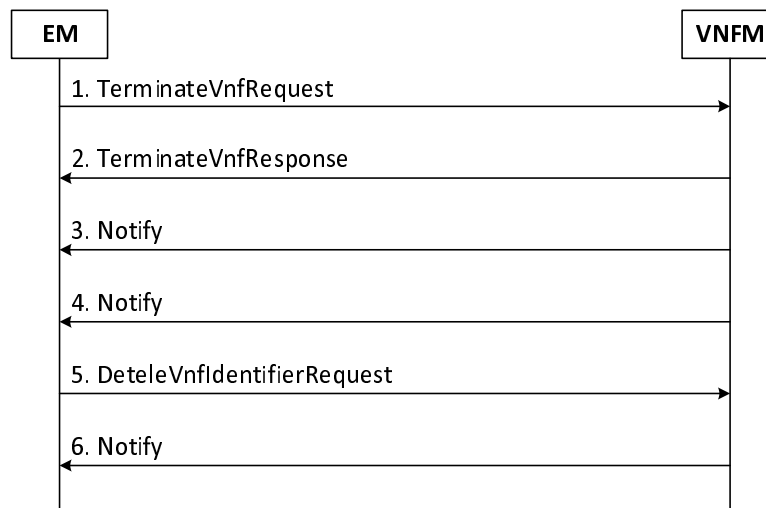 EM
VNFM
1. TerminateVnfRequest
2. TerminateVnfResponse
3. Notify
4. Notify
5. DeteleVnfIdentifierRequest
6. Notify